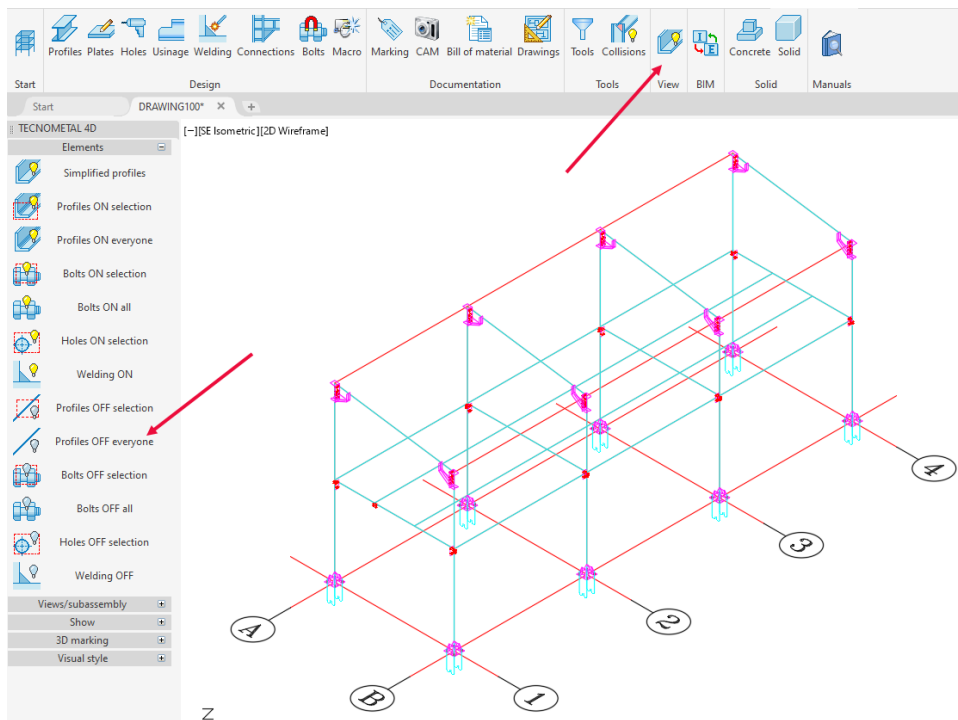 Profiles Plates Holes Usinage Welding Connections Bolts Macro Marking CAM Bill of material Drawings Tools Collisions Concrete Solid
I E
Start Design Documentation Tools View BIM Solid Manuals
Start DRAWING100* × +
TECNOMETAL 4D
[−][SE Isometric][2D Wireframe]
Elements
Simplified profiles
Profiles ON selection
Profiles ON everyone
Bolts ON selection
Bolts ON all
Holes ON selection
Welding ON
Profiles OFF selection
Profiles OFF everyone
Bolts OFF selection
Bolts OFF all
Holes OFF selection
Welding OFF
Views/subassembly
Show
3D marking
Visual style
4
3
2
A
B
1
Z